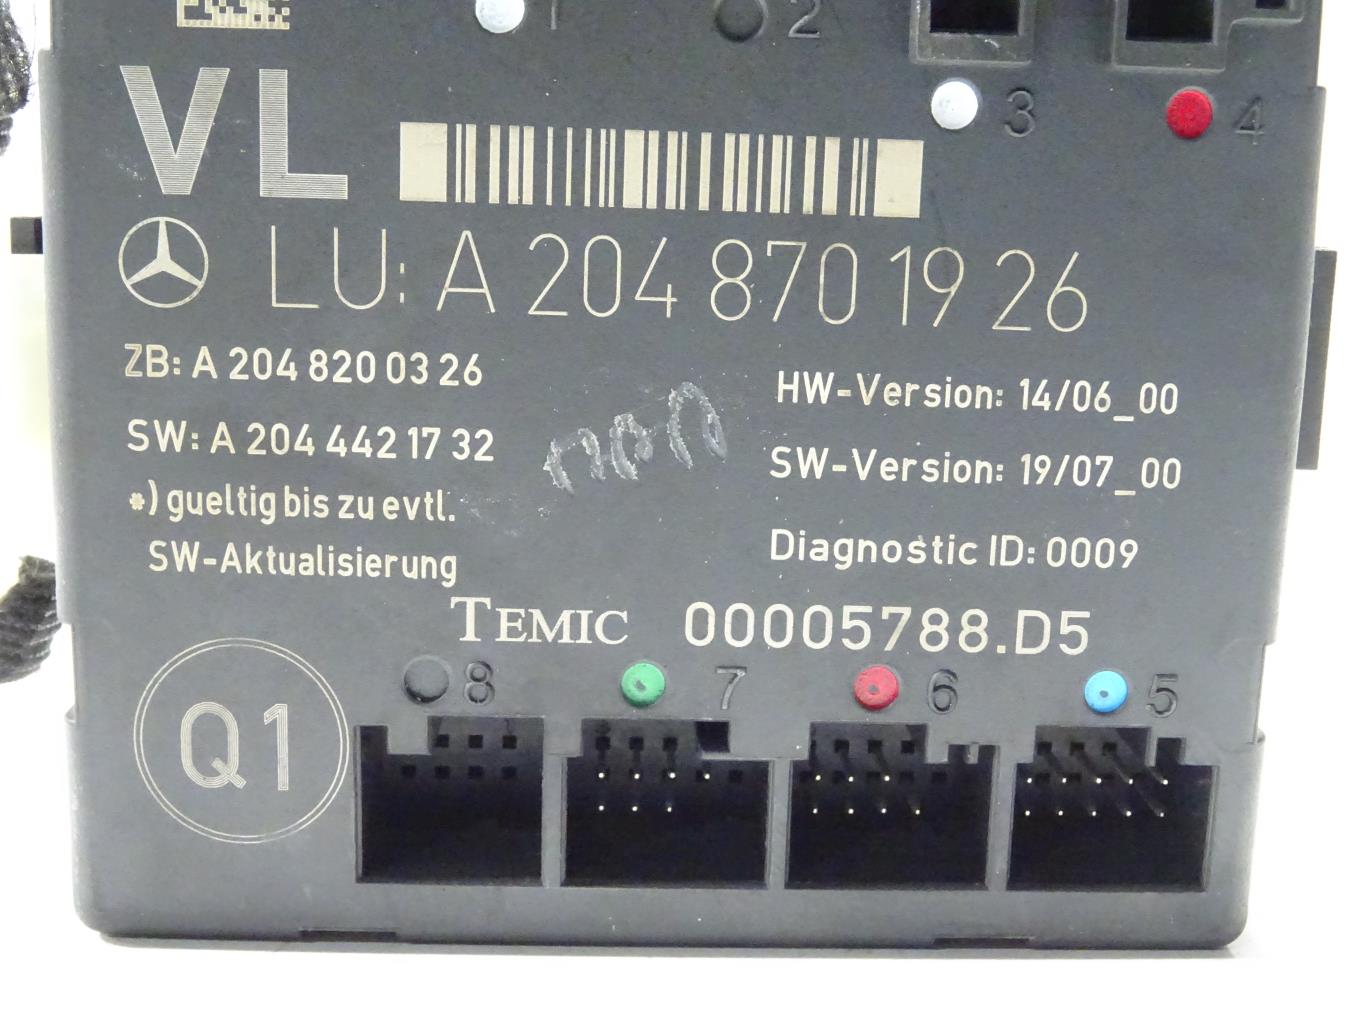 1 2
VL 3 4
LU: A 204 870 19 26
ZB: A 204 820 03 26
HW-Version: 14/06_00
SW: A 204 442 17 32
SW-Version: 19/07_00
*) gueltig bis zu evtl.
SW-Aktualisierung
Diagnostic ID: 0009
TEMIC 00005788.D5
8 7 6 5
Q1